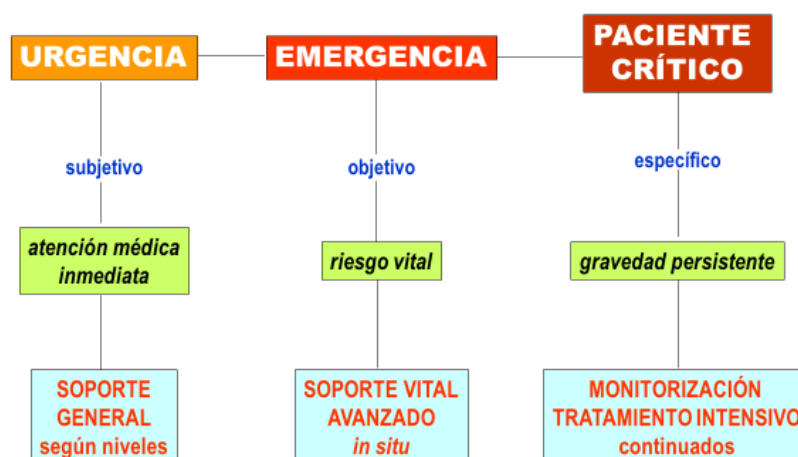 URGENCIA
EMERGENCIA
PACIENTE
CRÍTICO
subjetivo
objetivo
específico
atención médica
inmediata
riesgo vital
gravedad persistente
SOPORTE
GENERAL
según niveles
SOPORTE VITAL
AVANZADO
in situ
MONITORIZACIÓN
TRATAMIENTO INTENSIVO
continuados